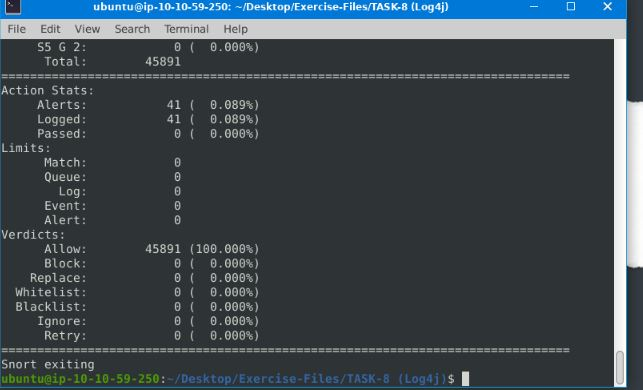 ubuntu@ip-10-10-59-250: ~/Desktop/Exercise-Files/TASK-8 (Log4j)
File Edit View Search Terminal Help
S5 G 2: 0 ( 0.000%)
Total: 45891
===============================================================================
Action Stats:
Alerts: 41 ( 0.089%)
Logged: 41 ( 0.089%)
Passed: 0 ( 0.000%)
Limits:
Match: 0
Queue: 0
Log: 0
Event: 0
Alert: 0
Verdicts:
Allow: 45891 (100.000%)
Block: 0 ( 0.000%)
Replace: 0 ( 0.000%)
Whitelist: 0 ( 0.000%)
Blacklist: 0 ( 0.000%)
Ignore: 0 ( 0.000%)
Retry: 0 ( 0.000%)
===============================================================================
Snort exiting
ubuntu@ip-10-10-59-250:~/Desktop/Exercise-Files/TASK-8 (Log4j)$